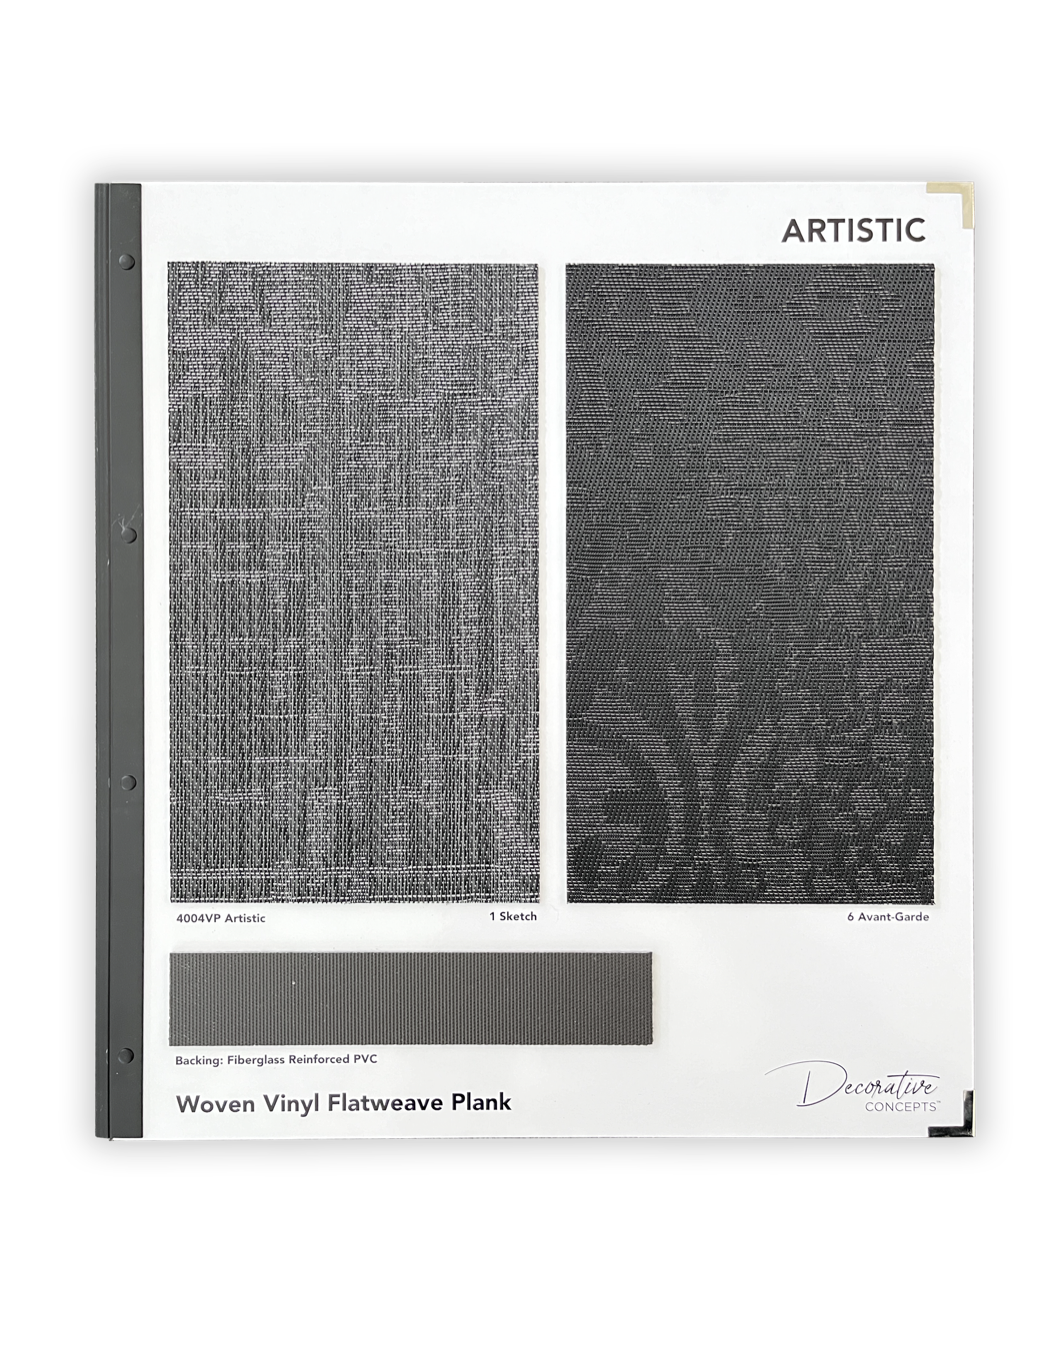 ARTISTIC
4004VP Artistic
1 Sketch
6 Avant-Garde
Backing: Fiberglass Reinforced PVC
Woven Vinyl Flatweave Plank
Decorative
CONCEPTS™